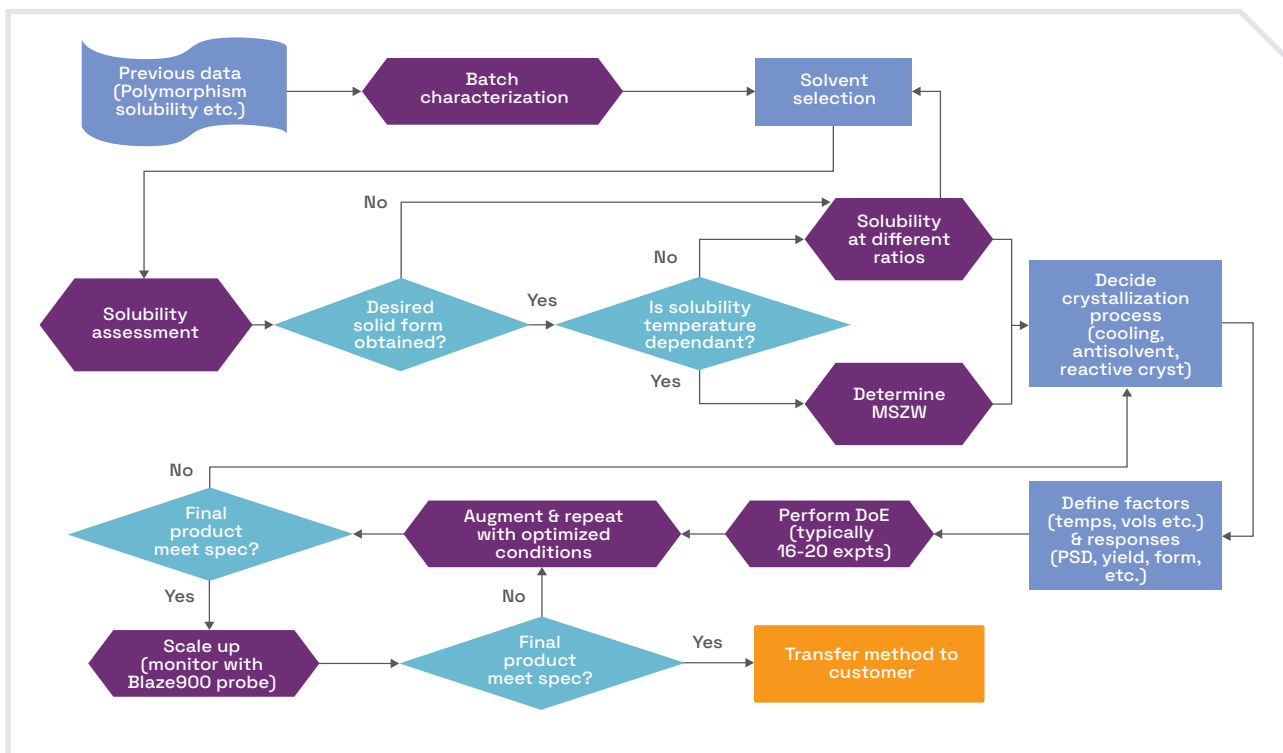 Previous data
(Polymorphism
solubility etc.)
Batch
characterization
Solvent
selection
No
Solubility
at different
ratios
No
Decide
crystallization
process
(cooling,
antisolvent,
reactive cryst)
Solubility
assessment
Desired
solid form
obtained?
Yes
Is solubility
temperature
dependant?
Yes
Determine
MSZW
No
Final
product
meet spec?
Augment & repeat
with optimized
conditions
Perform DoE
(typically
16-20 expts)
Define factors
(temps, vols etc.)
& responses
(PSD, yield, form,
etc.)
Yes
No
Scale up
(monitor with
Blaze900 probe)
Final
product
meet spec?
Yes
Transfer method to
customer